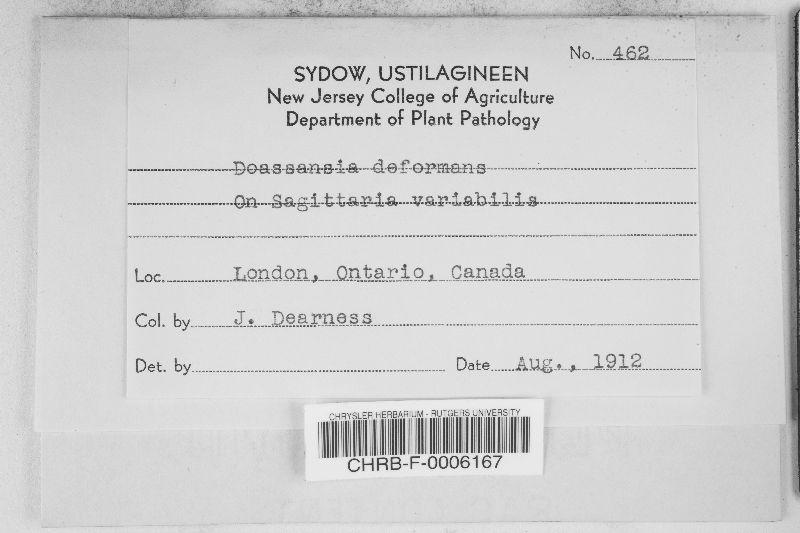 No. 462
SYDOW, USTILAGINEEN
New Jersey College of Agriculture
Department of Plant Pathology
Doassansia deformans
On Sagittaria variabilis
Loc. London, Ontario, Canada
Col. by J. Dearness
Det. by Date Aug., 1912
CHRYSLER HERBARIUM - RUTGERS UNIVERSITY
CHRB-F-0006167